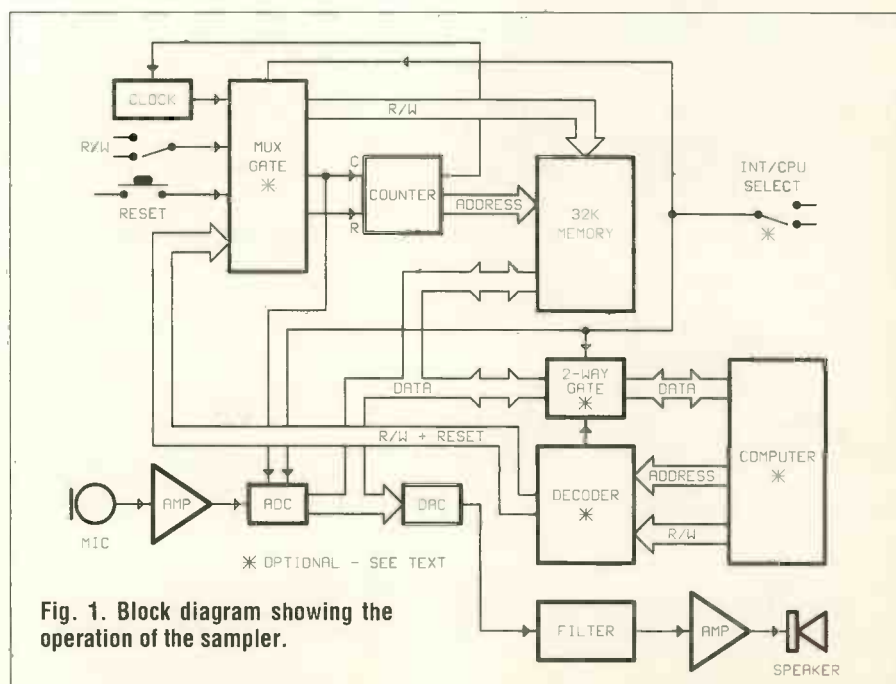 CLOCK
R/W
RESET
MUX
GATE
*
R/W
C
R
COUNTER
ADDRESS
32K
MEMORY
INT/CPU
SELECT
*
DATA
2-WAY
GATE
*
DATA
R/W + RESET
DECODER
*
ADDRESS
R/W
COMPUTER
*
MIC
AMP
ADC
DAC
* OPTIONAL - SEE TEXT
FILTER
AMP
SPEAKER
Fig. 1. Block diagram showing the
operation of the sampler.